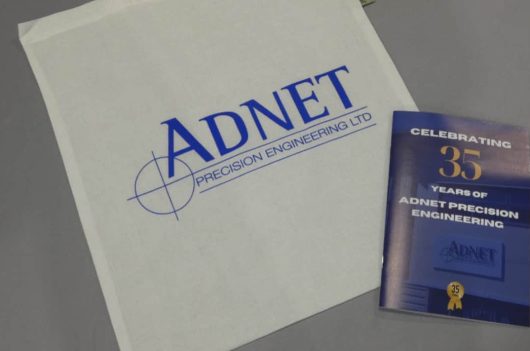 ADNET
PRECISION ENGINEERING LTD
CELEBRATING
35
YEARS OF
ADNET PRECISION
ENGINEERING
ADNET
35